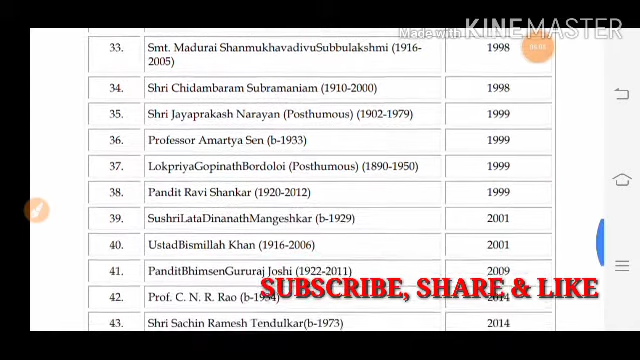 Made with KINEMASTER
33. Smt. Madurai ShanmukhavadivuSubbulakshmi (1916-
2005) 1998
34. Shri Chidambaram Subramaniam (1910-2000) 1998
35. Shri Jayaprakash Narayan (Posthumous) (1902-1979) 1999
36. Professor Amartya Sen (b-1933) 1999
37. LokpriyaGopinathBordoloi (Posthumous) (1890-1950) 1999
38. Pandit Ravi Shankar (1920-2012) 1999
39. SushriLataDinanathMangeshkar (b-1929) 2001
40. UstadBismillah Khan (1916-2006) 2001
41. PanditBhimsenGururaj Joshi (1922-2011) 2009
SUBSCRIBE, SHARE & LIKE
42. Prof. C. N. R. Rao (b-1934) 2014
43. Shri Sachin Ramesh Tendulkar(b-1973) 2014